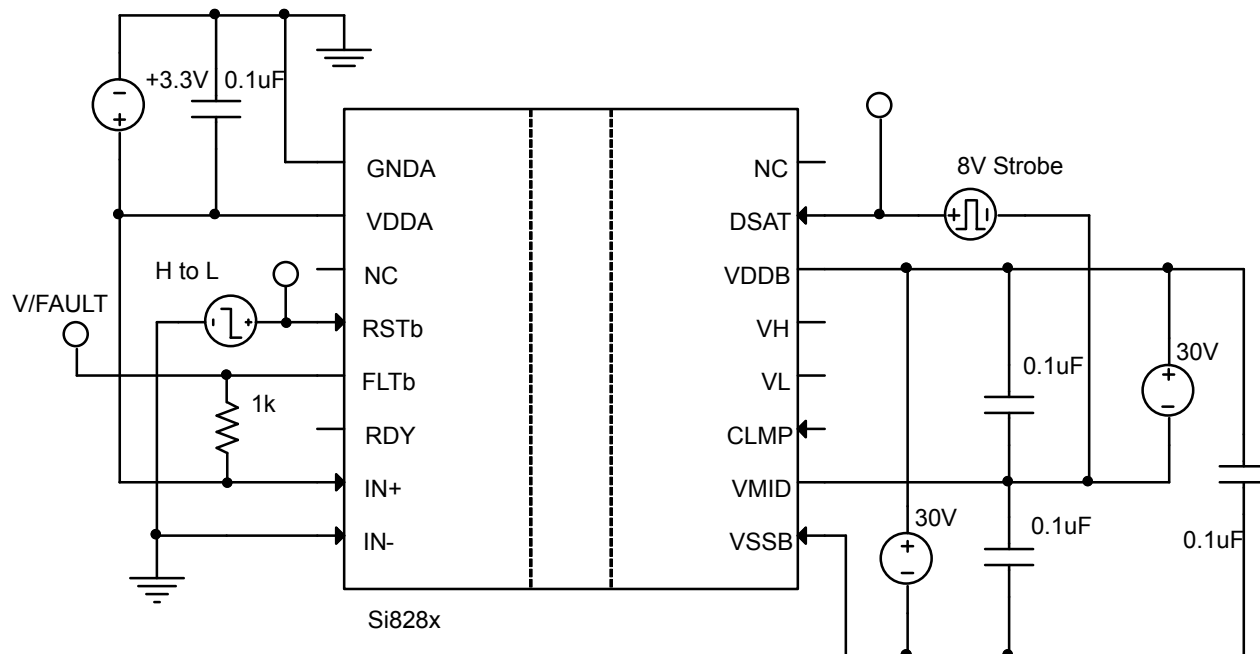 +3.3V
0.1uF
GNDA
VDDA
NC
H to L
V/FAULT
RSTb
FLTb
1k
RDY
IN+
IN-
Si828x
NC
8V Strobe
DSAT
VDDB
VH
VL
CLMP
VMID
VSSB
0.1uF
30V
30V
0.1uF
0.1uF